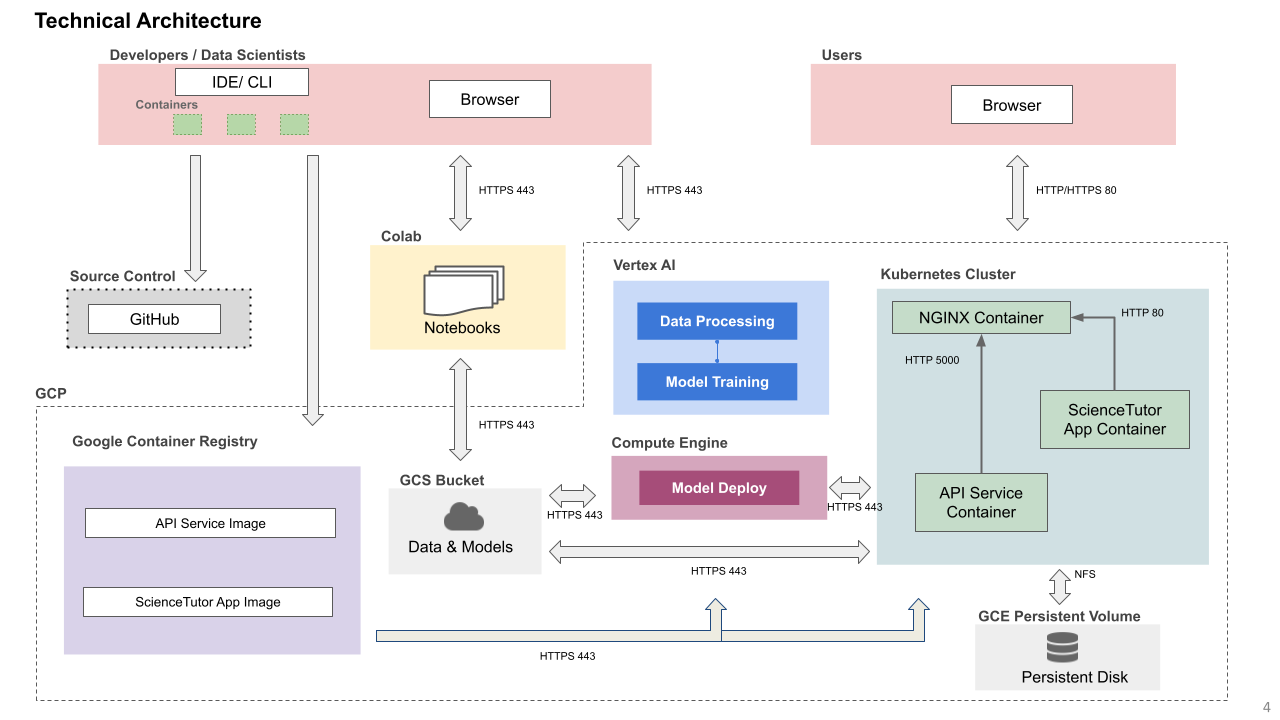 Technical Architecture
Developers / Data Scientists
IDE/ CLI
Containers
Browser
Users
Browser
HTTPS 443
HTTPS 443
HTTP/HTTPS 80
Source Control
GitHub
Colab
Notebooks
HTTPS 443
GCP
Google Container Registry
API Service Image
ScienceTutor App Image
GCS Bucket
Data & Models
Vertex AI
Data Processing
Model Training
Compute Engine
Model Deploy
HTTPS 443
HTTPS 443
HTTPS 443
HTTPS 443
Kubernetes Cluster
NGINX Container
HTTP 80
HTTP 5000
ScienceTutor
App Container
API Service
Container
NFS
GCE Persistent Volume
Persistent Disk
4